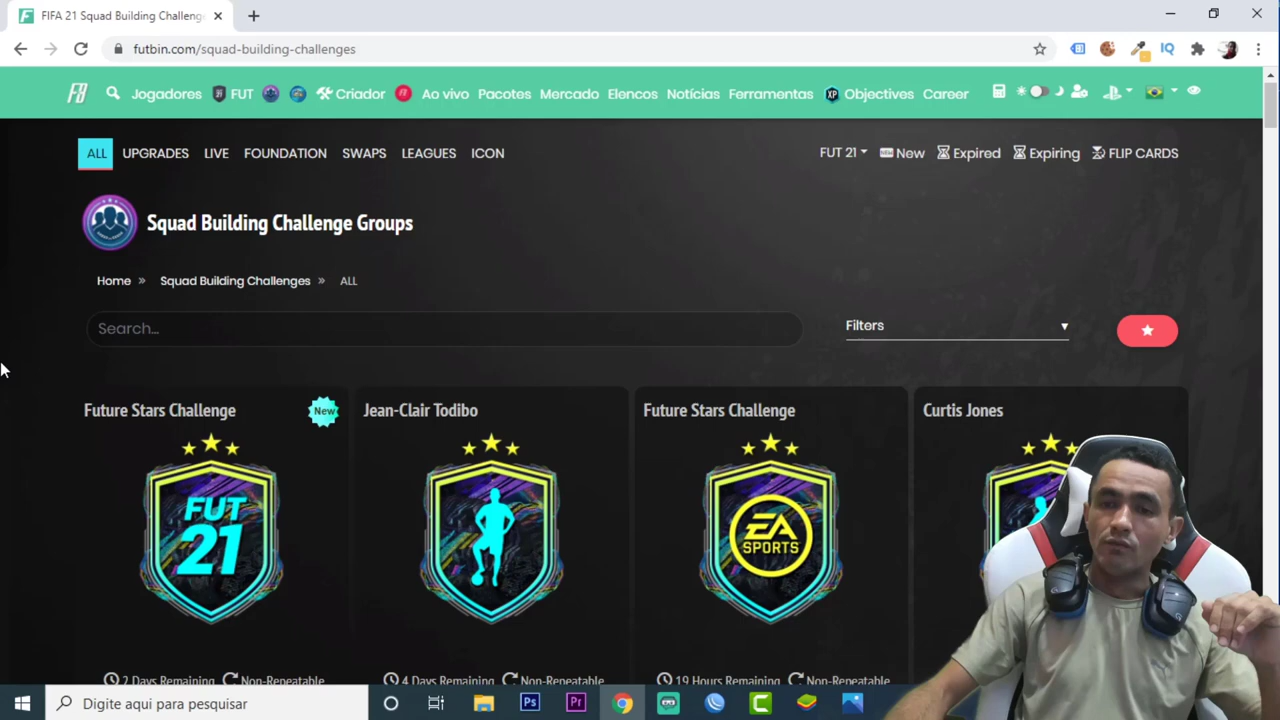 FIFA 21 Squad Building Challeng
futbin.com/squad-building-challenges
Jogadores FUT Criador Ao vivo Pacotes Mercado Elencos Notícias Ferramentas XP Objectives Career
ALL UPGRADES LIVE FOUNDATION SWAPS LEAGUES ICON FUT 21 New Expired Expiring FLIP CARDS
Squad Building Challenge Groups
Home » Squad Building Challenges » ALL
Search... Filters
Future Stars Challenge New Jean-Clair Todibo Future Stars Challenge Curtis Jones
FUT
21
EA
SPORTS
2 Days Remaining Non-Repeatable 4 Days Remaining Non-Repeatable 19 Hours Remaining Non-Repeatable
Digite aqui para pesquisar Ps Pr C
IQ